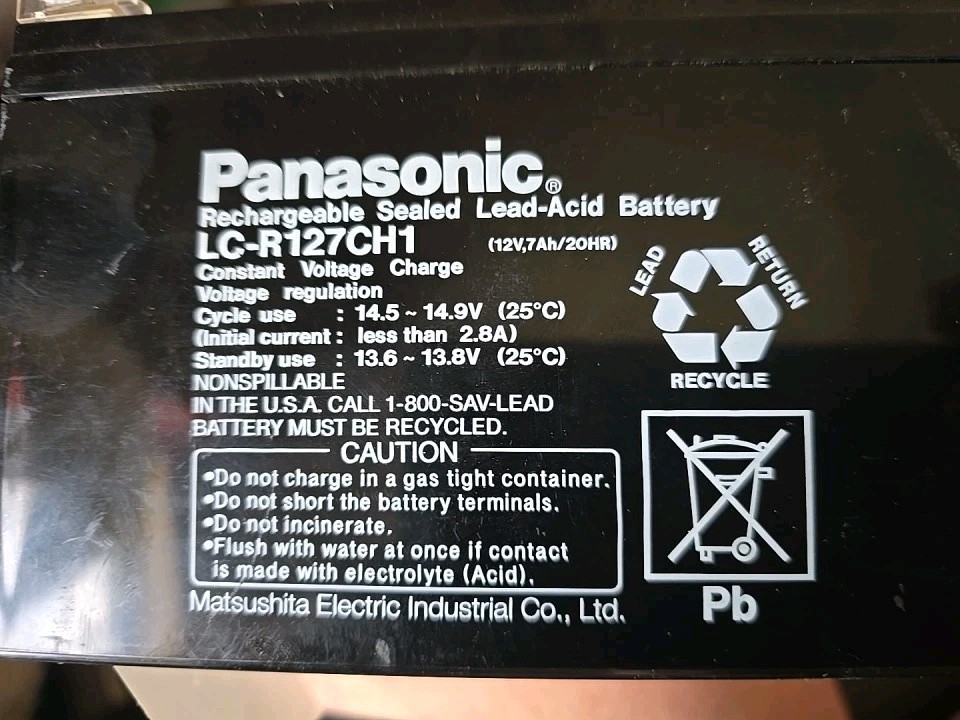 Panasonic®
Rechargeable Sealed Lead-Acid Battery
LC-R127CH1 (12V,7Ah/20HR)
Constant Voltage Charge
Voltage regulation
Cycle use : 14.5 ~ 14.9V (25°C)
(Initial current : less than 2.8A)
Standby use : 13.6 ~ 13.8V (25°C)
NONSPILLABLE
IN THE U.S.A. CALL 1-800-SAV-LEAD
BATTERY MUST BE RECYCLED.
CAUTION
•Do not charge in a gas tight container.
•Do not short the battery terminals.
•Do not incinerate.
•Flush with water at once if contact
is made with electrolyte (Acid).
Matsushita Electric Industrial Co., Ltd.
LEAD
RETURN
RECYCLE
Pb